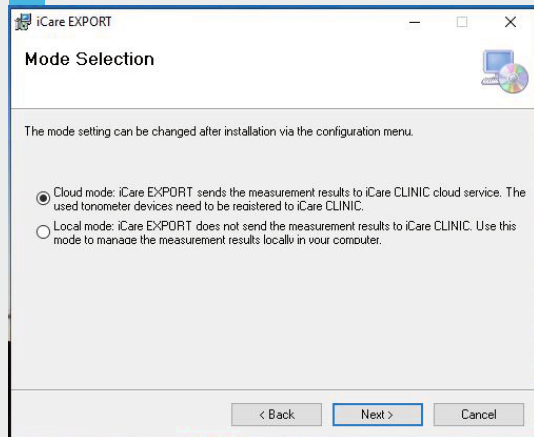 iCare EXPORT
Mode Selection
The mode setting can be changed after installation via the configuration menu.
Cloud mode: iCare EXPORT sends the measurement results to iCare CLINIC cloud service. The
used tonometer devices need to be registered to iCare CLINIC.
Local mode: iCare EXPORT does not send the measurement results to iCare CLINIC. Use this
mode to manage the measurement results locally in your computer.
< Back
Next >
Cancel